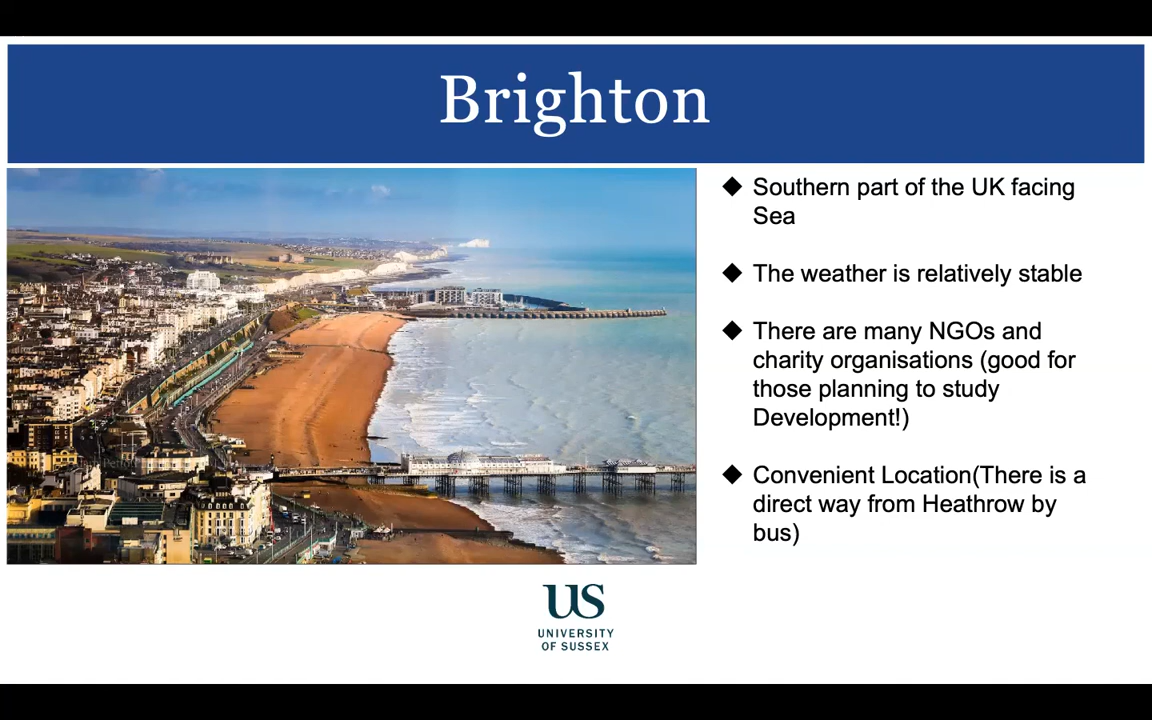 Brighton
◆ Southern part of the UK facing
Sea
◆ The weather is relatively stable
◆ There are many NGOs and
charity organisations (good for
those planning to study
Development!)
◆ Convenient Location(There is a
direct way from Heathrow by
bus)
US
UNIVERSITY
OF SUSSEX